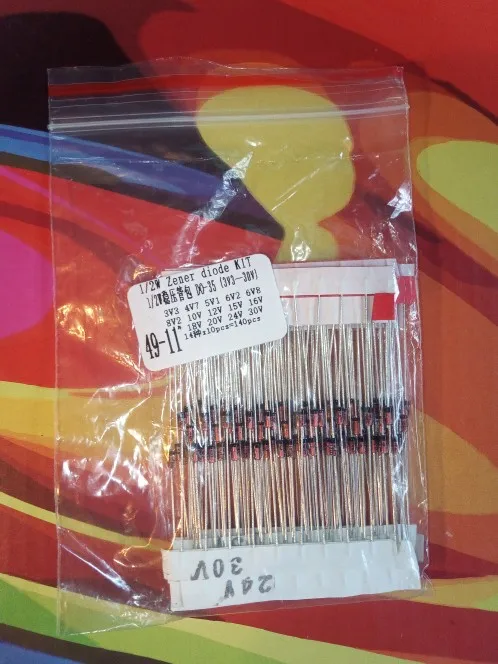 1/2W Zener diode KIT
1/2W稳压管包 DO-35 (3V3—30V)
3V3 4V7 5V1 6V2 6V8
8V2 10V 12V 15V 16V
18V 20V 24V 30V
14种x10pcs=140pcs
49-11
24V
30V